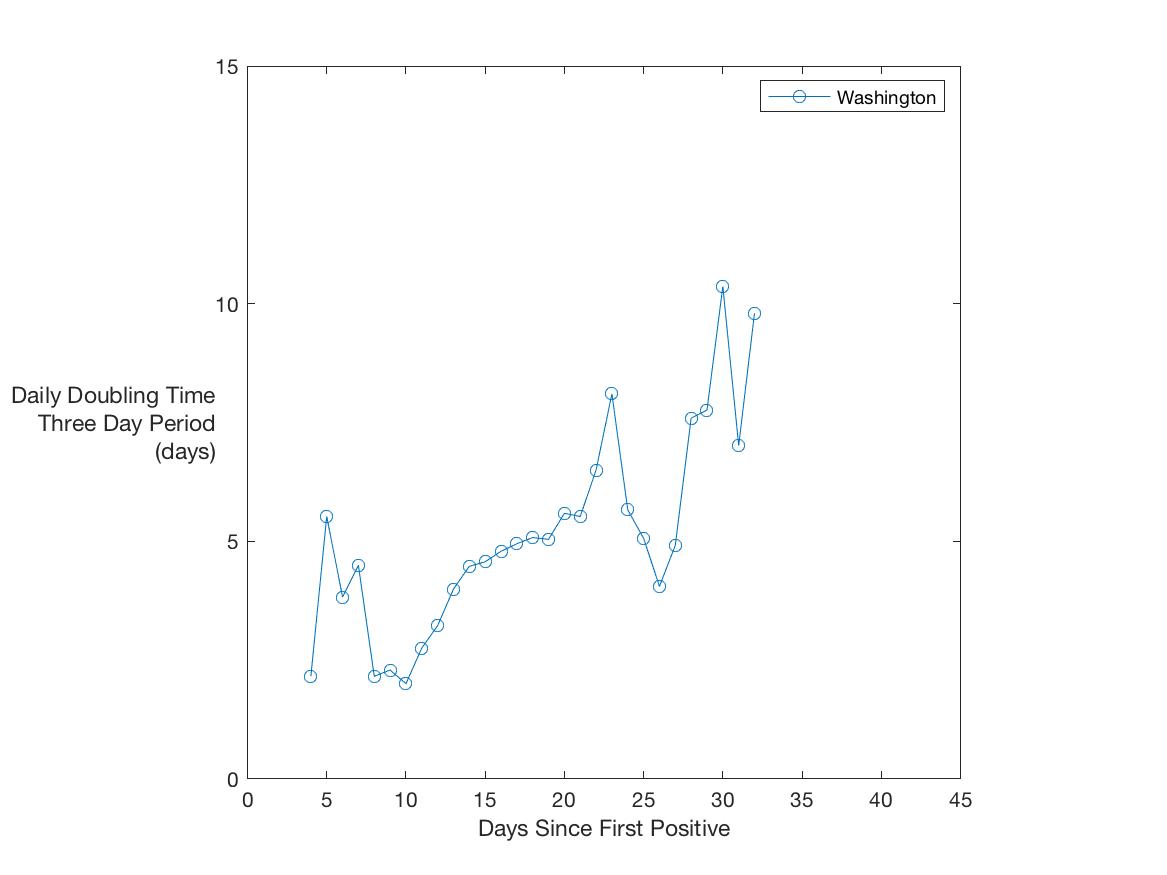 15
Washington
10
Daily Doubling Time
Three Day Period
(days)
5
0
0 5 10 15 20 25 30 35 40 45
Days Since First Positive